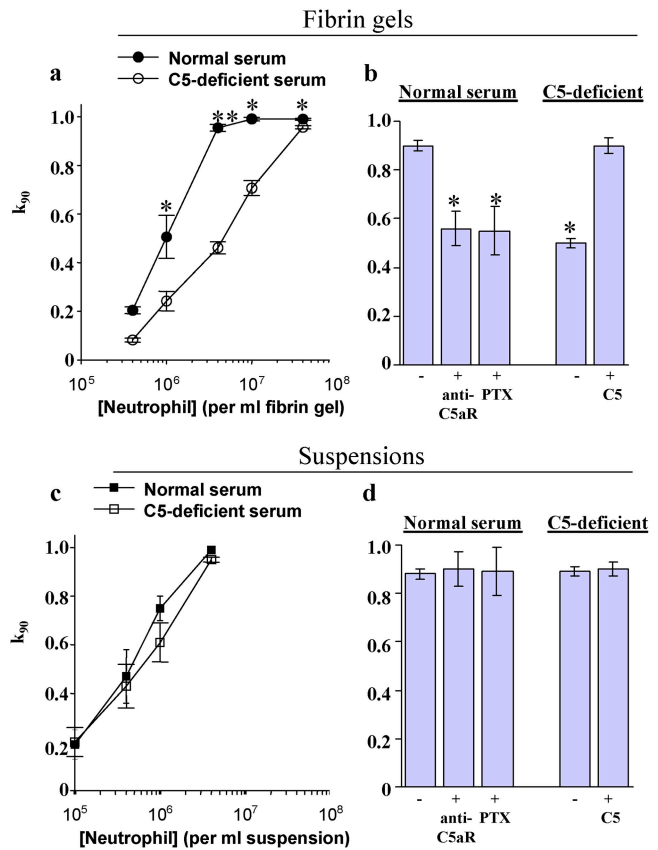 Fibrin gels
a
Normal serum
C5-deficient serum
* ** * *
1.0
0.8
0.6
0.4
0.2
0
k90
10^5 10^6 10^7 10^8
[Neutrophil] (per ml fibrin gel)
b
Normal serum C5-deficient
1.0
0.8
0.6
0.4
0.2
0
* * *
- + + - +
anti-C5aR PTX C5
Suspensions
c
Normal serum
C5-deficient serum
1.0
0.8
0.6
0.4
0.2
0
k90
10^5 10^6 10^7 10^8
[Neutrophil] (per ml suspension)
d
Normal serum C5-deficient
1.0
0.8
0.6
0.4
0.2
0
- + + - +
anti-C5aR PTX C5